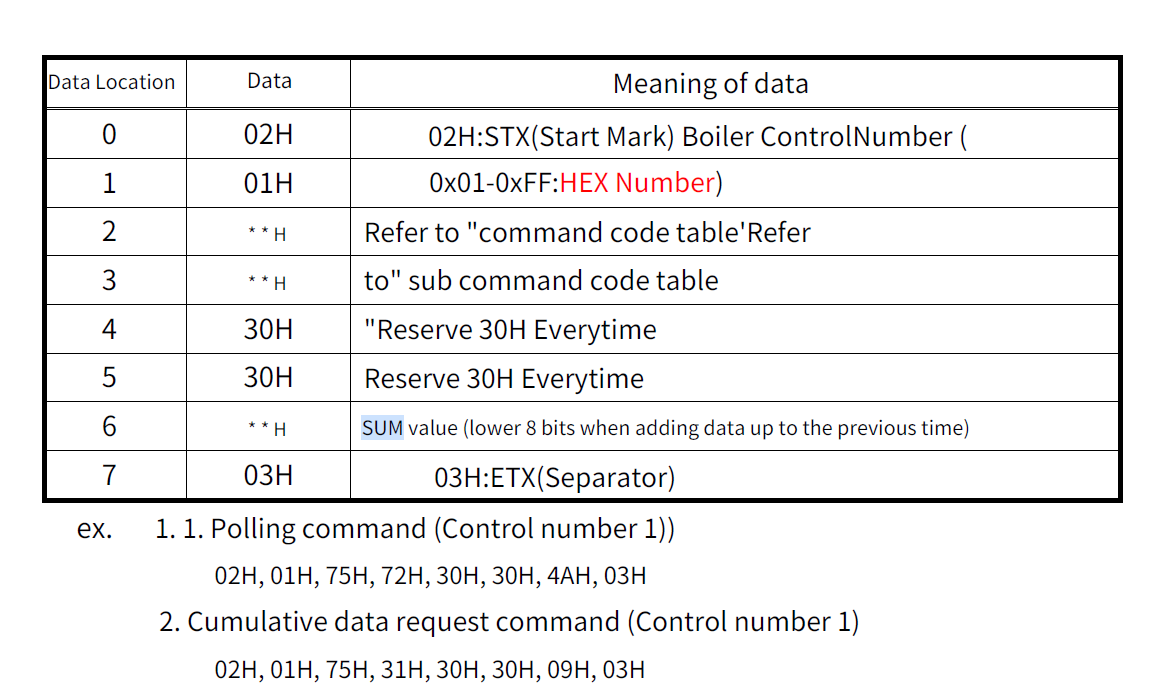 Data Location Data Meaning of data
0 02H 02H:STX(Start Mark) Boiler ControlNumber (
1 01H 0x01-0xFF:HEX Number)
2 **H Refer to "command code table'Refer
3 **H to" sub command code table
4 30H "Reserve 30H Everytime
5 30H Reserve 30H Everytime
6 **H SUM value (lower 8 bits when adding data up to the previous time)
7 03H 03H:ETX(Separator)
ex. 1. 1. Polling command (Control number 1))
02H, 01H, 75H, 72H, 30H, 30H, 4AH, 03H
2. Cumulative data request command (Control number 1)
02H, 01H, 75H, 31H, 30H, 30H, 09H, 03H